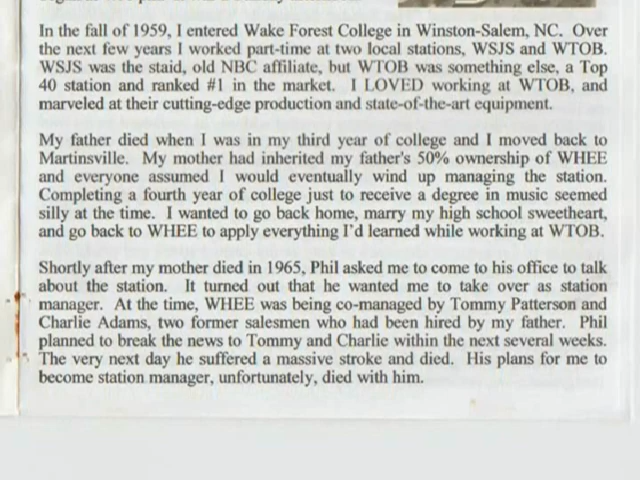 In the fall of 1959, I entered Wake Forest College in Winston-Salem, NC. Over
the next few years I worked part-time at two local stations, WSJS and WTOB.
WSJS was the staid, old NBC affiliate, but WTOB was something else, a Top
40 station and ranked #1 in the market. I LOVED working at WTOB, and
marveled at their cutting-edge production and state-of-the-art equipment.
My father died when I was in my third year of college and I moved back to
Martinsville. My mother had inherited my father's 50% ownership of WHEE
and everyone assumed I would eventually wind up managing the station.
Completing a fourth year of college just to receive a degree in music seemed
silly at the time. I wanted to go back home, marry my high school sweetheart,
and go back to WHEE to apply everything I'd learned while working at WTOB.
Shortly after my mother died in 1965, Phil asked me to come to his office to talk
about the station. It turned out that he wanted me to take over as station
manager. At the time, WHEE was being co-managed by Tommy Patterson and
Charlie Adams, two former salesmen who had been hired by my father. Phil
planned to break the news to Tommy and Charlie within the next several weeks.
The very next day he suffered a massive stroke and died. His plans for me to
become station manager, unfortunately, died with him.